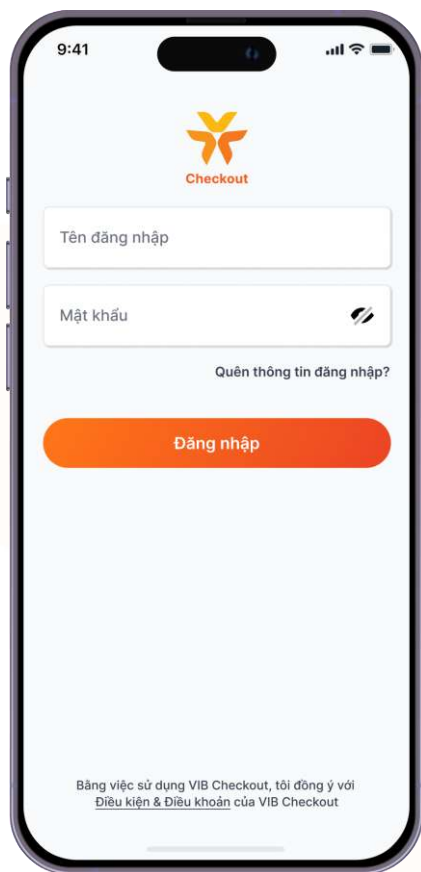 9:41
Checkout
Tên đăng nhập
Mật khẩu
Quên thông tin đăng nhập?
Đăng nhập
Bằng việc sử dụng VIB Checkout, tôi đồng ý với
Điều kiện & Điều khoản của VIB Checkout